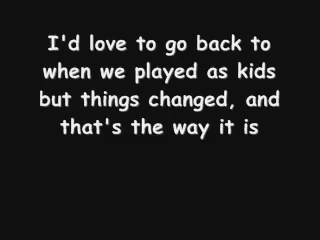 I'd love to go back to
when we played as kids
but things changed, and
that's the way it is